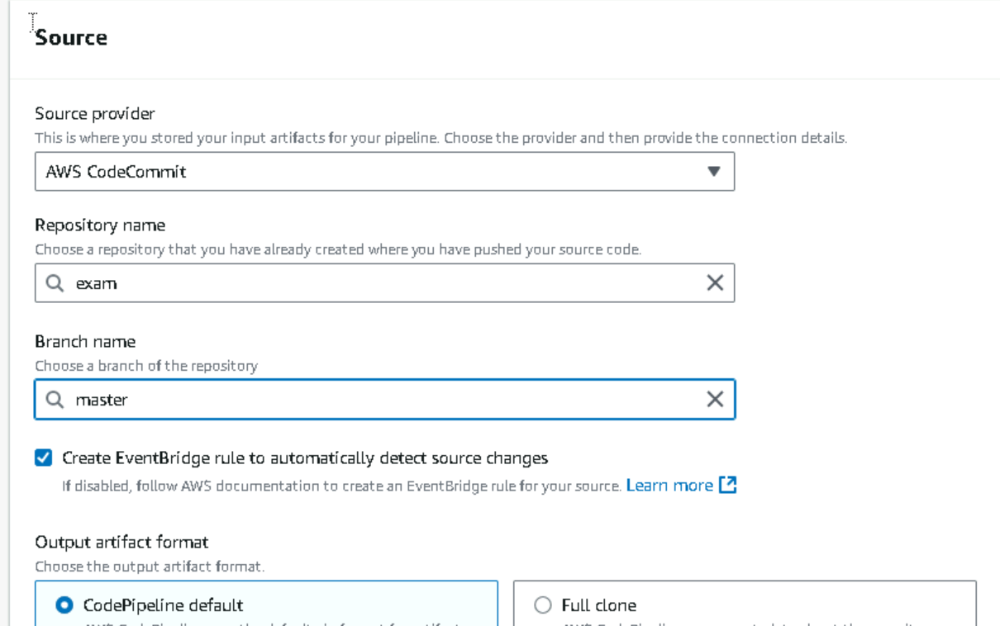 Source
Source provider
This is where you stored your input artifacts for your pipeline. Choose the provider and then provide the connection details.
AWS CodeCommit
Repository name
Choose a repository that you have already created where you have pushed your source code.
exam
Branch name
Choose a branch of the repository
master
Create EventBridge rule to automatically detect source changes
If disabled, follow AWS documentation to create an EventBridge rule for your source. Learn more
Output artifact format
Choose the output artifact format.
CodePipeline default
Full clone